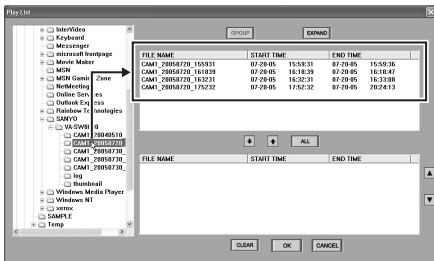 Play List
InterVideo
Keyboard
Messenger
microsoft frontpage
Movie Maker
MSN
MSN Gaming Zone
NetMeeting
Online Services
Outlook Express
Rainbow Technologies
SANYO
CAM1_20040510
CAM1_20050720
CAM1_20050730_
CAM1_20050730_
CAM1_20050730_
log
thumbnail
Windows Media Player
Windows NT
xerox
SAMPLE
Temp
GROUP EXPAND
FILE NAME START TIME END TIME
CAM1_20050720_155931 07-20-05 15:59:31 07-20-05 15:59:36
CAM1_20050720_161839 07-20-05 16:18:39 07-20-05 16:18:47
CAM1_20050720_163231 07-20-05 16:32:31 07-20-05 16:33:08
CAM1_20050720_175232 07-20-05 17:52:32 07-20-05 20:24:13
ALL
FILE NAME START TIME END TIME
CLEAR OK CANCEL